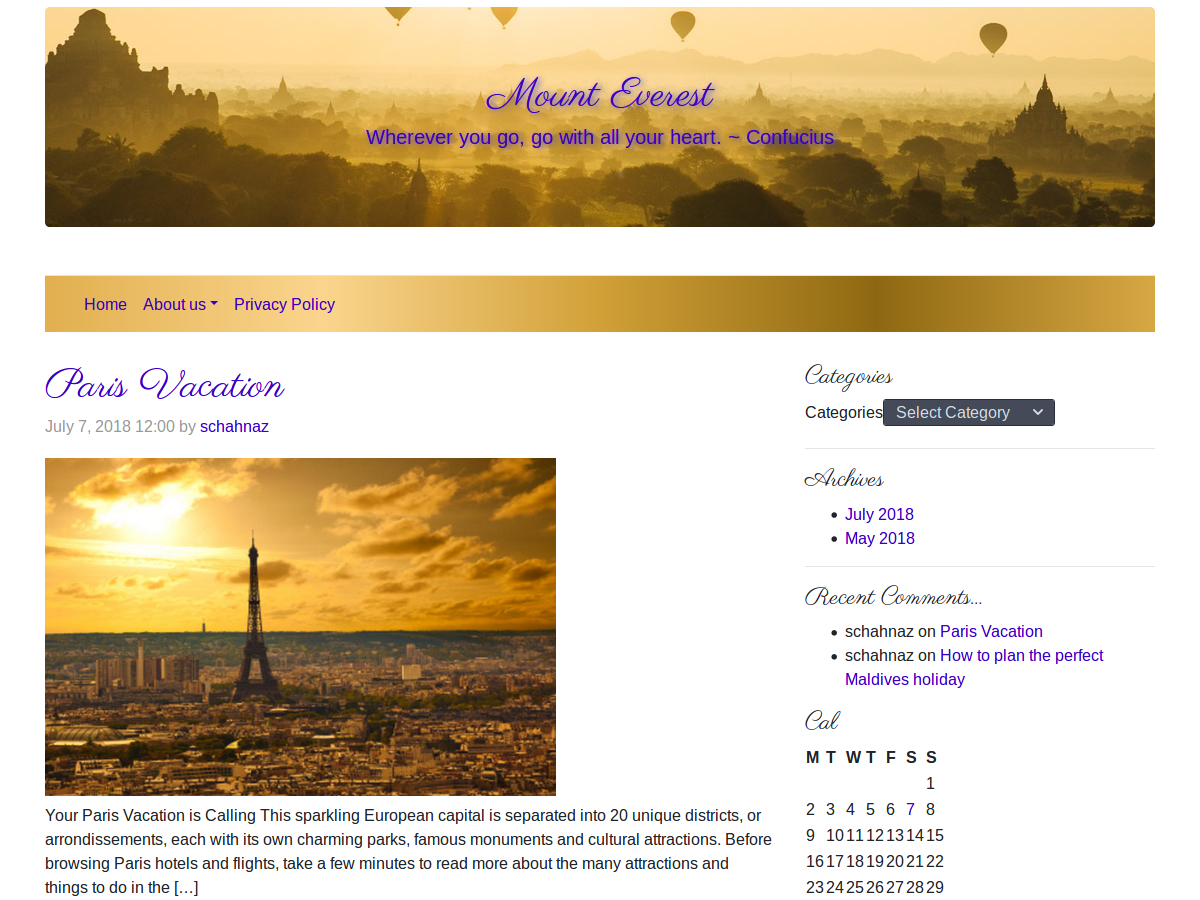 Mount Everest
Wherever you go, go with all your heart. ~ Confucius
Home About us Privacy Policy
Paris Vacation
July 7, 2018 12:00 by schahnaz
Your Paris Vacation is Calling This sparkling European capital is separated into 20 unique districts, or
arrondissements, each with its own charming parks, famous monuments and cultural attractions. Before
browsing Paris hotels and flights, take a few minutes to read more about the many attractions and
things to do in the […]
Categories
Categories Select Category
Archives
July 2018
May 2018
Recent Comments...
schahnaz on Paris Vacation
schahnaz on How to plan the perfect
Maldives holiday
Cal
M T W T F S S
1
2 3 4 5 6 7 8
9 10 11 12 13 14 15
16 17 18 19 20 21 22
23 24 25 26 27 28 29